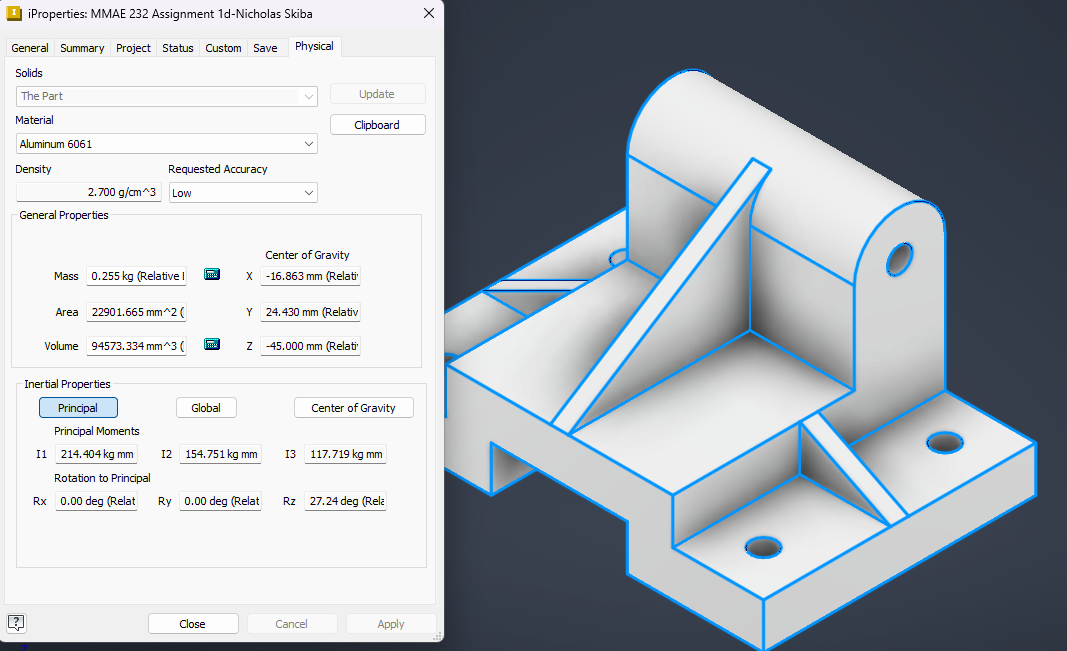 iProperties: MMAE 232 Assignment 1d-Nicholas Skiba
General Summary Project Status Custom Save Physical
Solids
The Part Update
Material
Clipboard
Aluminum 6061
Density Requested Accuracy
2.700 g/cm^3 Low
General Properties
Center of Gravity
Mass 0.255 kg (Relative I X -16.863 mm (Relativ
Area 22901.665 mm^2 ( Y 24.430 mm (Relativ
Volume 94573.334 mm^3 ( Z -45.000 mm (Relati
Inertial Properties
Principal Global Center of Gravity
Principal Moments
I1 214.404 kg mm I2 154.751 kg mm I3 117.719 kg mm
Rotation to Principal
Rx 0.00 deg (Relat Ry 0.00 deg (Relat Rz 27.24 deg (Rela
? Close Cancel Apply